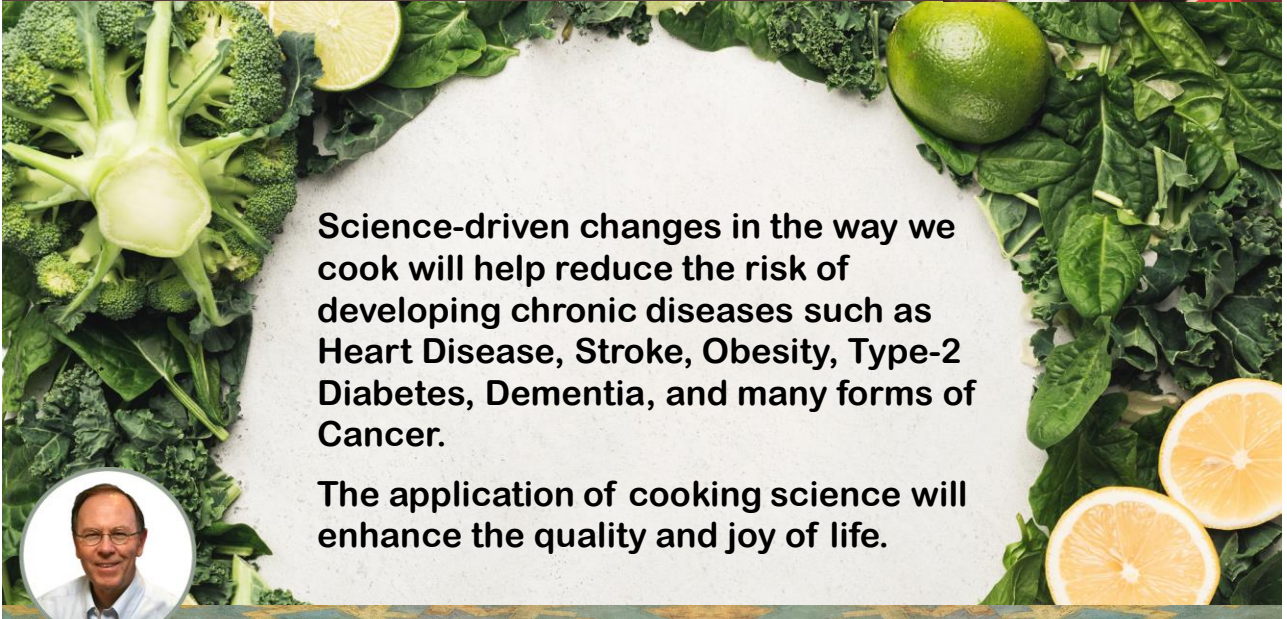 Science-driven changes in the way we
cook will help reduce the risk of
developing chronic diseases such as
Heart Disease, Stroke, Obesity, Type-2
Diabetes, Dementia, and many forms of
Cancer.
The application of cooking science will
enhance the quality and joy of life.